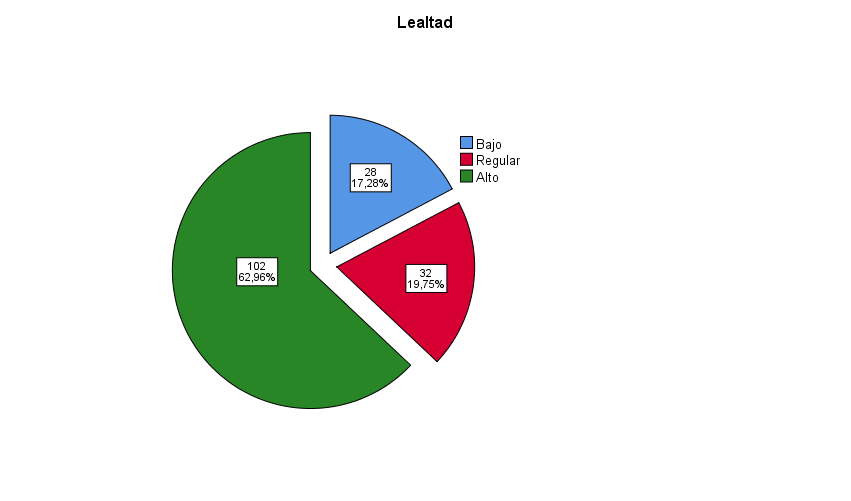 Lealtad
28
17,28%
Bajo
Regular
Alto
102
62,96%
32
19,75%